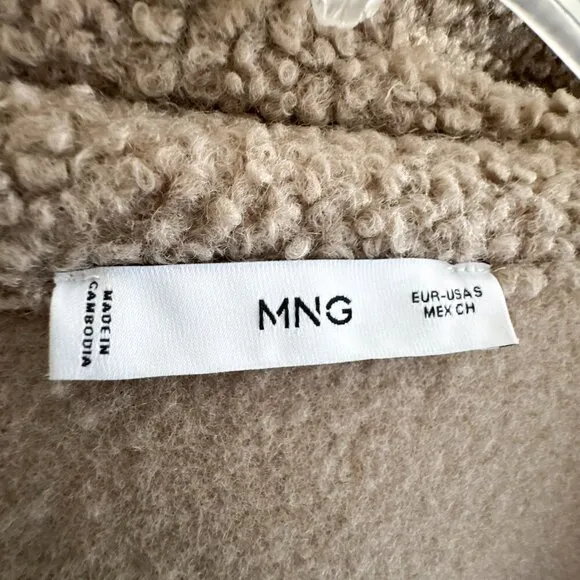 MADE IN
CAMBODIA
MNG
EUR-USA S
MEX CH